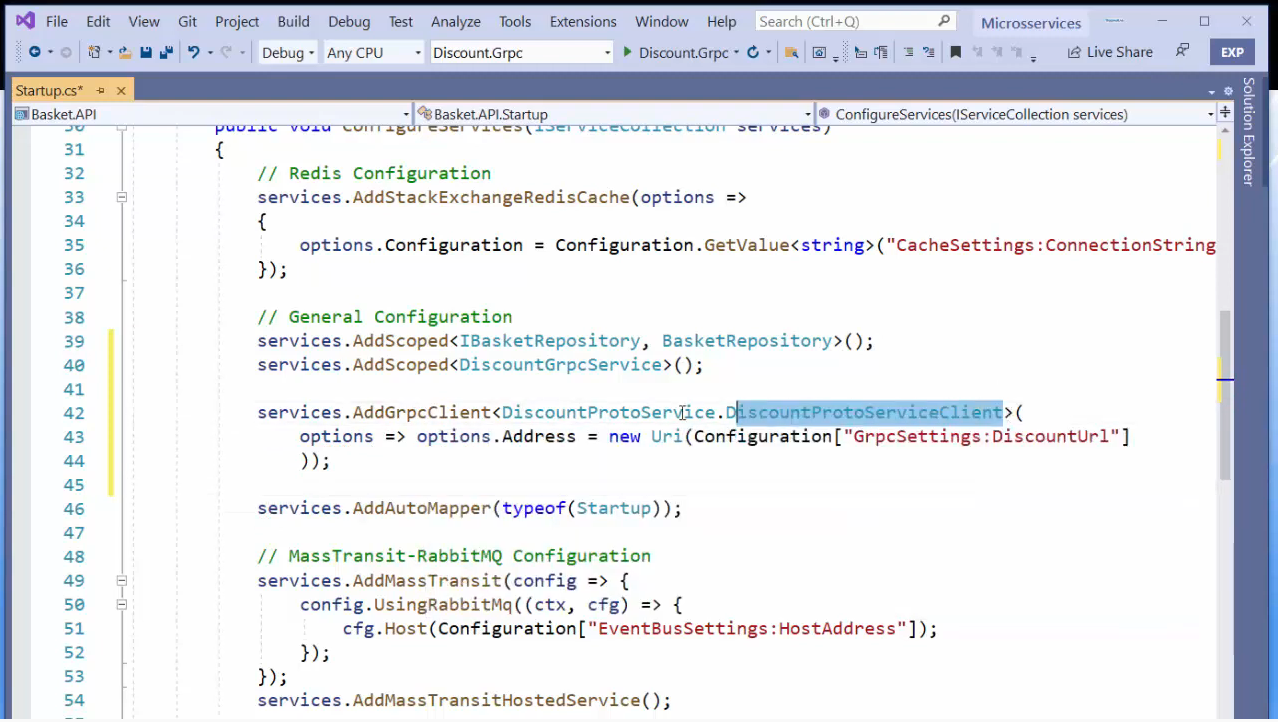 File Edit View Git Project Build Debug Test Analyze Tools Extensions Window Help Search (Ctrl+Q) Microsservices
Debug Any CPU Discount.Grpc Discount.Grpc Live Share EXP
Startup.cs*
Basket.API Basket.API.Startup ConfigureServices(IServiceCollection services)
Solution Explorer
30 public void ConfigureServices(IServiceCollection services)
31 {
32 // Redis Configuration
33 services.AddStackExchangeRedisCache(options =>
34 {
35 options.Configuration = Configuration.GetValue<string>("CacheSettings:ConnectionString
36 });
37
38 // General Configuration
39 services.AddScoped<IBasketRepository, BasketRepository>();
40 services.AddScoped<DiscountGrpcService>();
41
42 services.AddGrpcClient<DiscountProtoService.DiscountProtoServiceClient>(
43 options => options.Address = new Uri(Configuration["GrpcSettings:DiscountUrl"]
44 ));
45
46 services.AddAutoMapper(typeof(Startup));
47
48 // MassTransit-RabbitMQ Configuration
49 services.AddMassTransit(config => {
50 config.UsingRabbitMq((ctx, cfg) => {
51 cfg.Host(Configuration["EventBusSettings:HostAddress"]);
52 });
53 });
54 services.AddMassTransitHostedService();